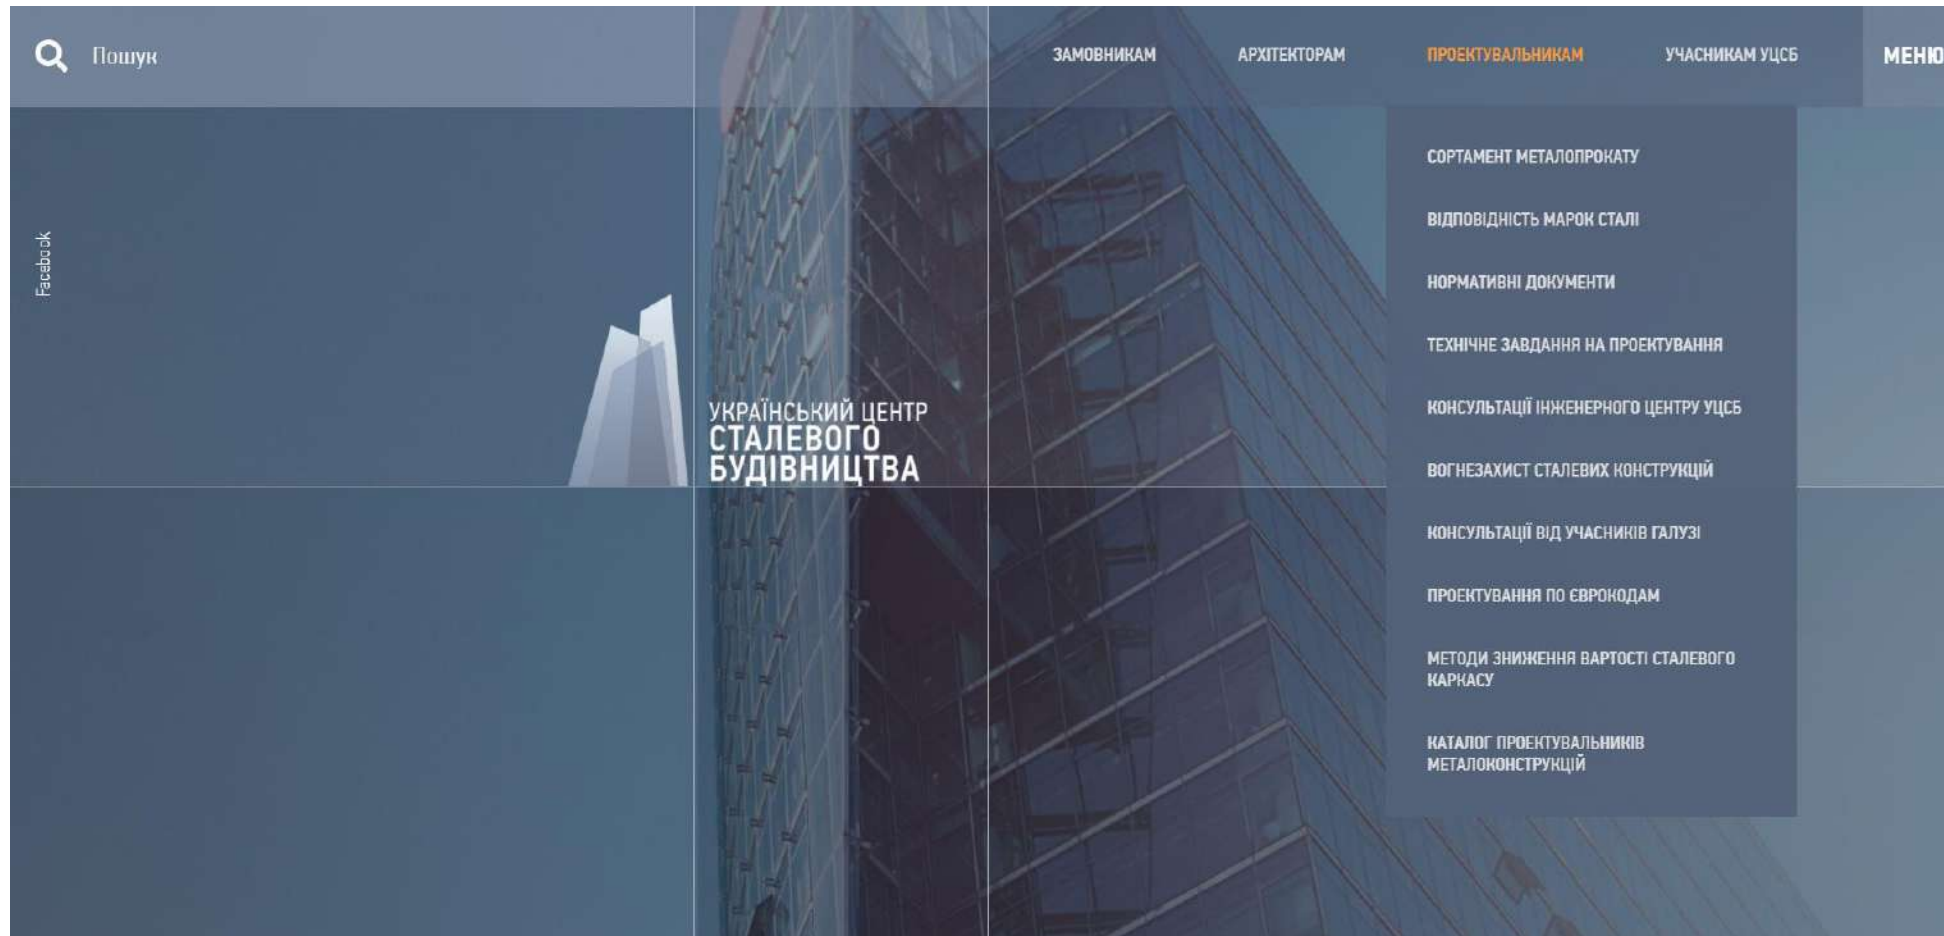 Пошук
ЗАМОВНИКАМ
АРХІТЕКТОРАМ
ПРОЕКТУВАЛЬНИКАМ
УЧАСНИКАМ УЦСБ
МЕНЮ
СОРТАМЕНТ МЕТАЛОПРОКАТУ
ВІДПОВІДНІСТЬ МАРОК СТАЛІ
НОРМАТИВНІ ДОКУМЕНТИ
ТЕХНІЧНЕ ЗАВДАННЯ НА ПРОЕКТУВАННЯ
КОНСУЛЬТАЦІЇ ІНЖЕНЕРНОГО ЦЕНТРУ УЦСБ
ВОГНЕЗАХИСТ СТАЛЕВИХ КОНСТРУКЦІЙ
КОНСУЛЬТАЦІЇ ВІД УЧАСНИКІВ ГАЛУЗІ
ПРОЕКТУВАННЯ ПО ЄВРОКОДАМ
МЕТОДИ ЗНИЖЕННЯ ВАРТОСТІ СТАЛЕВОГО
КАРКАСУ
КАТАЛОГ ПРОЕКТУВАЛЬНИКІВ
МЕТАЛОКОНСТРУКЦІЙ
Facebook
УКРАЇНСЬКИЙ ЦЕНТР
СТАЛЕВОГО
БУДІВНИЦТВА